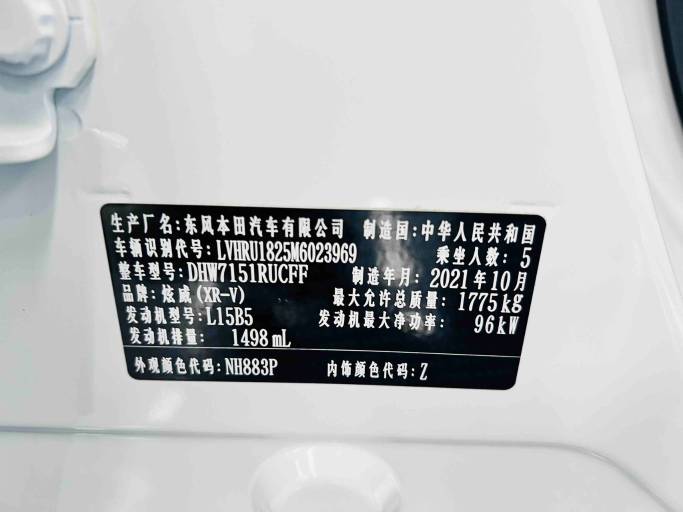 生产厂名:东风本田汽车有限公司 制造国:中华人民共和国
车辆识别代号:LVHRU1825M6023969 乘坐人数:5
整车型号:DHW7151RUCFF 制造年月:2021年10月
品牌:炫威(XR-V) 最大允许总质量:1775kg
发动机型号:L15B5 发动机最大净功率:96kW
发动机排量:1498mL
外观颜色代码:NH883P 内饰颜色代码:Z